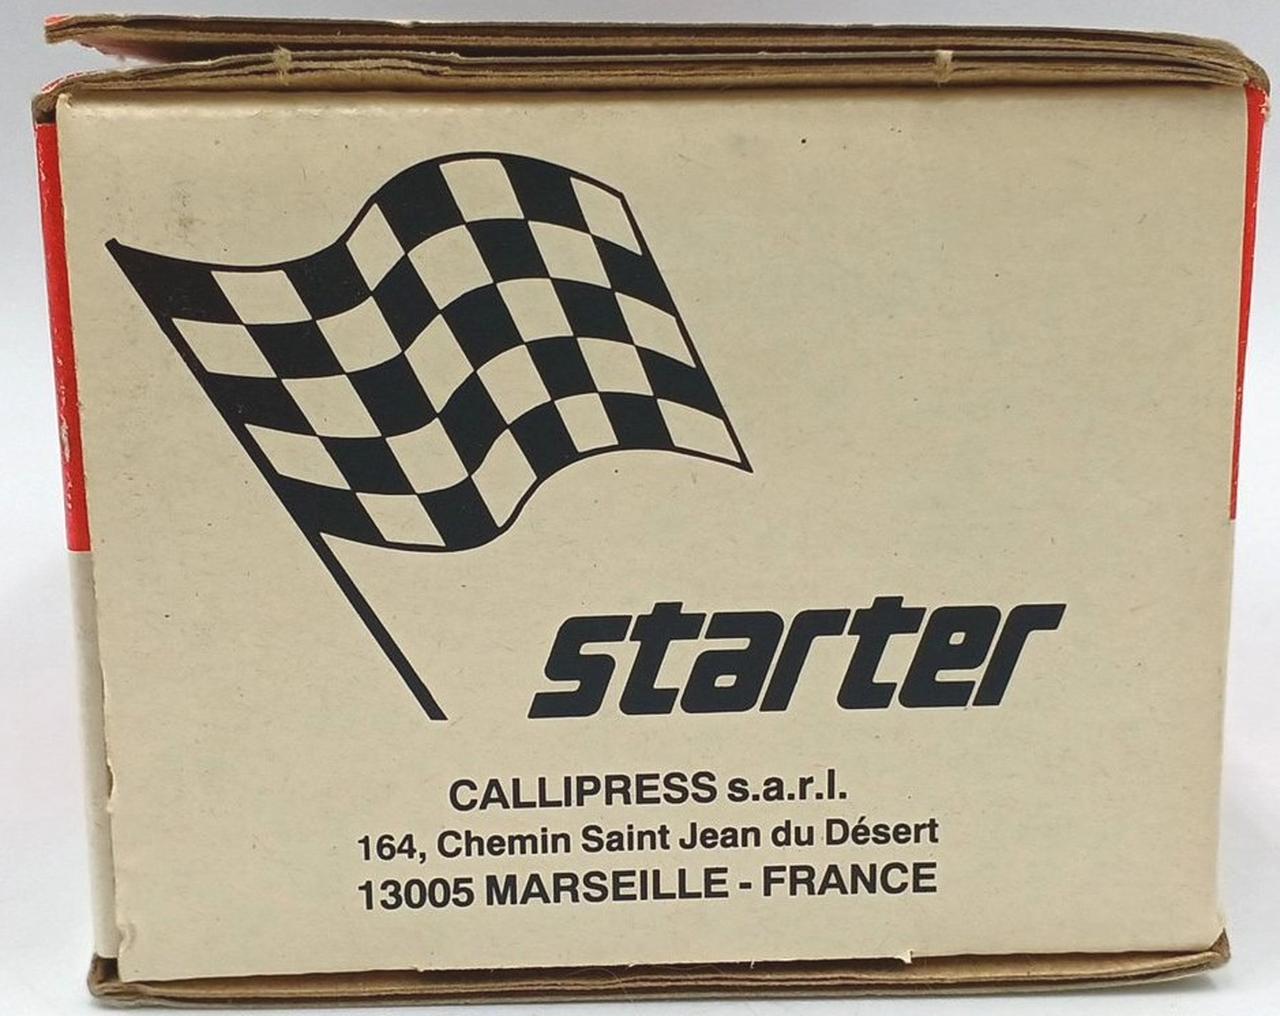 starter
CALLIPRESS s.a.r.l.
164, Chemin Saint Jean du Désert
13005 MARSEILLE - FRANCE